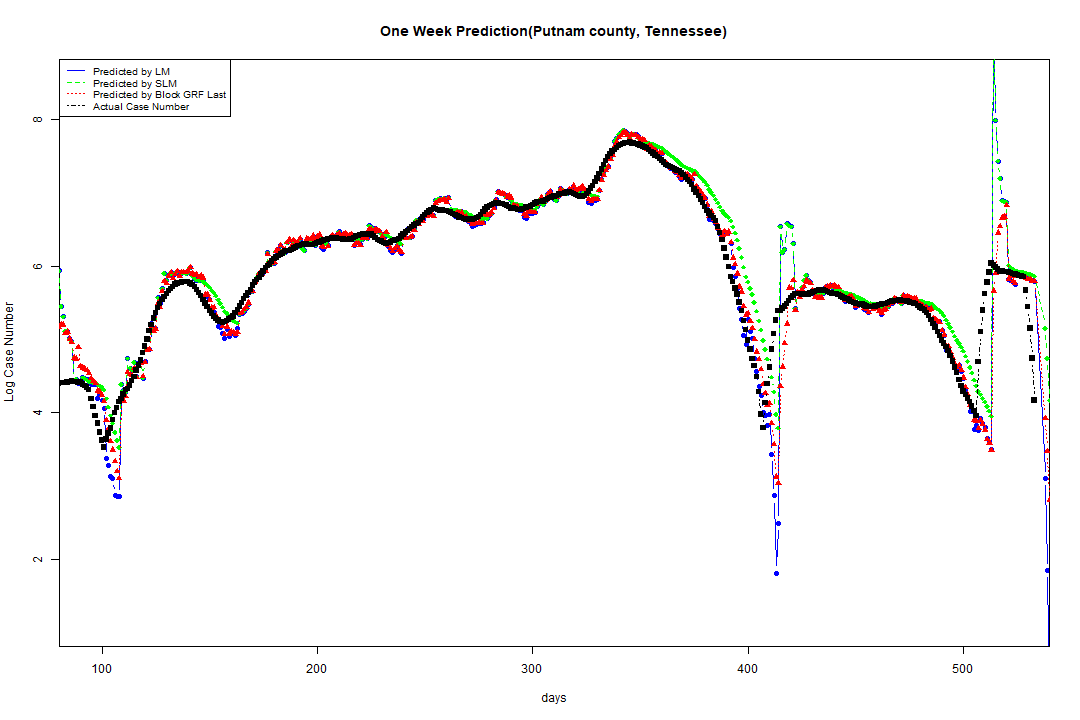 One Week Prediction(Putnam county, Tennessee)
Predicted by LM
Predicted by SLM
Predicted by Block GRF Last
Actual Case Number
8
6
4
2
Log Case Number
100 200 300 400 500
days